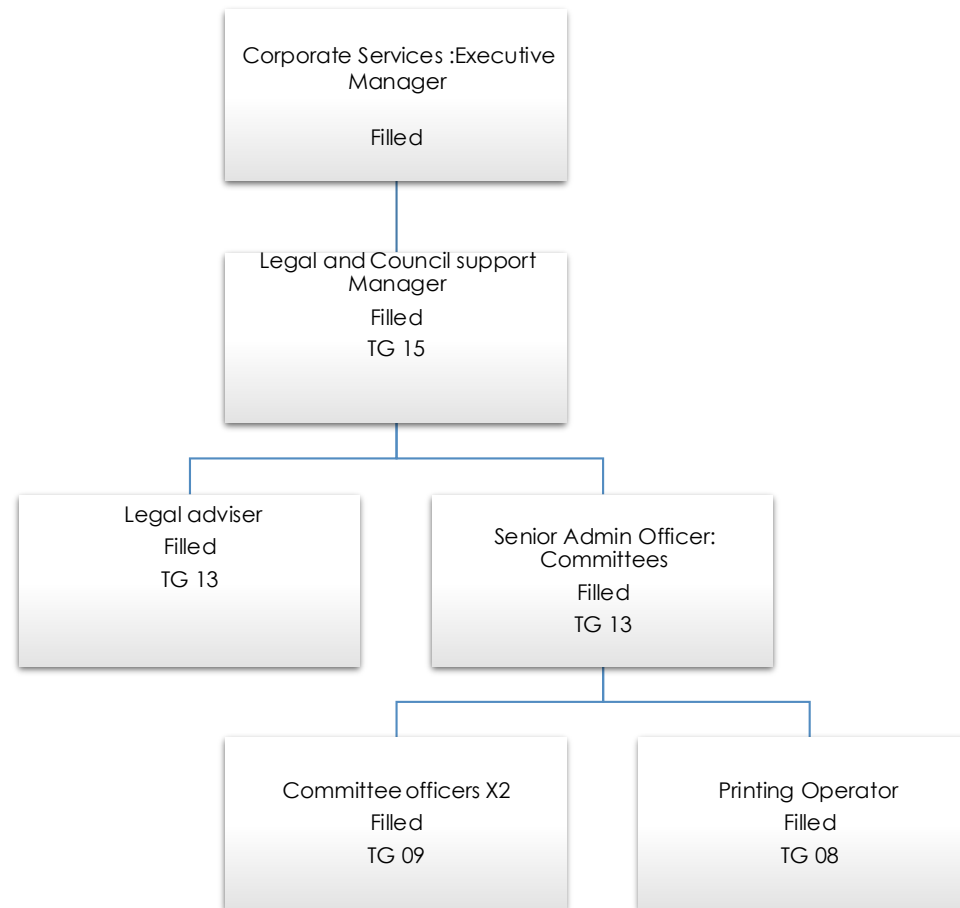 Corporate Services :Executive
Manager
Filled
Legal and Council support
Manager
Filled
TG 15
Legal adviser
Filled
TG 13
Senior Admin Officer:
Committees
Filled
TG 13
Committee officers X2
Filled
TG 09
Printing Operator
Filled
TG 08